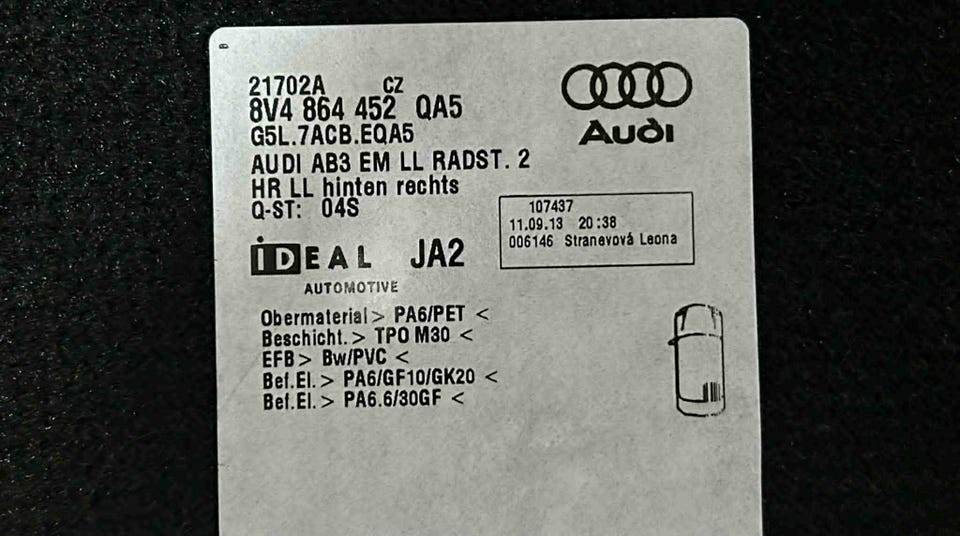 21702A CZ
8V4 864 452 QA5
G5L.7ACB.EQA5
AUDI AB3 EM LL RADST. 2
HR LL hinten rechts
Q-ST: 04S
Audi
107437
11.09.13 20:38
006146 Stranevová Leona
iDEAL JA2
AUTOMOTIVE
Obermaterial > PA6/PET <
Beschicht. > TPO M30 <
EFB > Bw/PVC <
Bef.El. > PA6/GF10/GK20 <
Bef.El. > PA6.6/30GF <